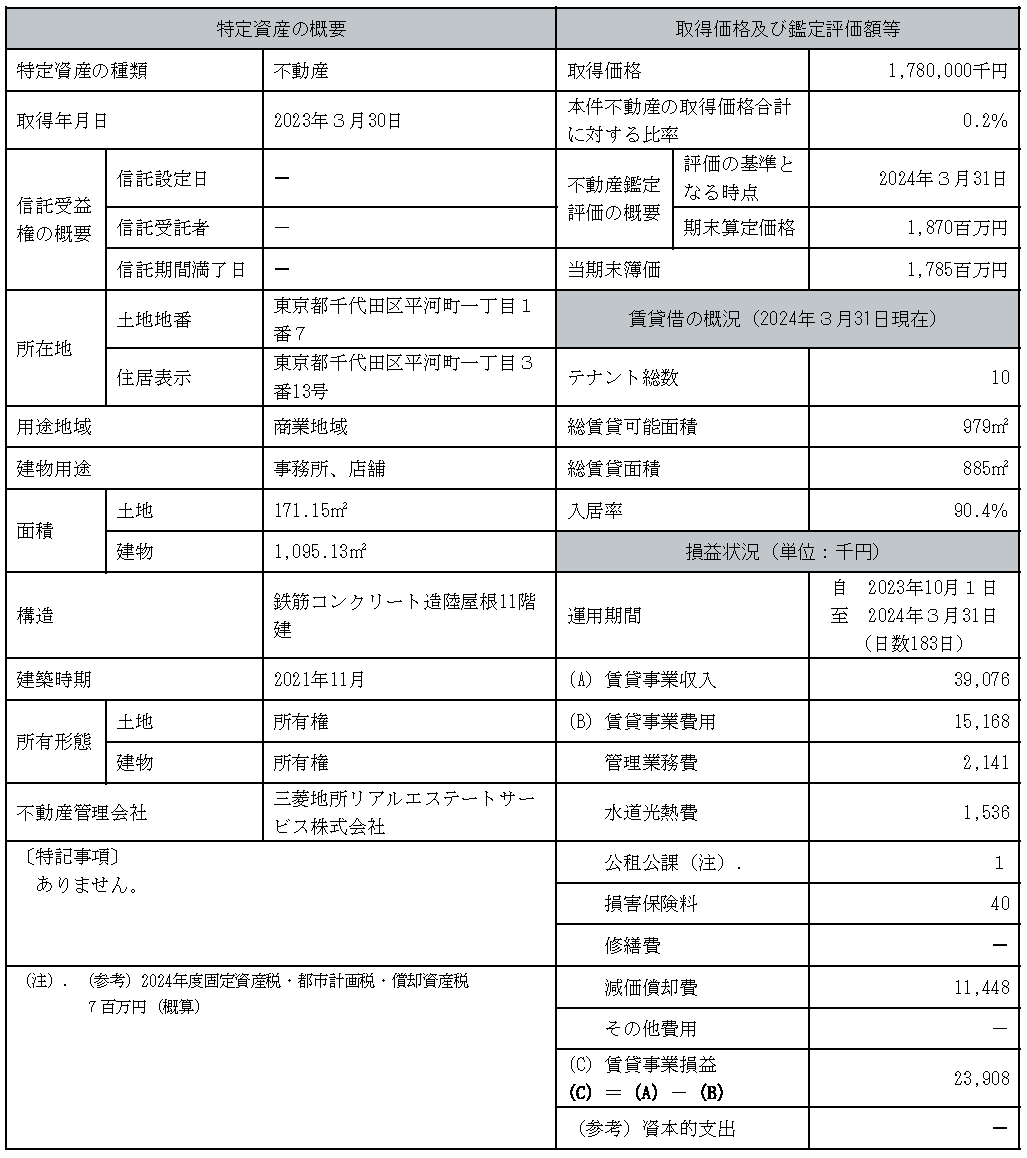 特定資産の概要
取得価格及び鑑定評価額等
特定資産の種類
不動産
取得価格
1,780,000千円
取得年月日
2023年3月30日
本件不動産の取得価格合計
に対する比率
0.2%
信託受益
権の概要
信託設定日
－
不動産鑑定
評価の概要
評価の基準と
なる時点
2024年3月31日
信託受託者
－
期末算定価格
1,870百万円
信託期間満了日
－
当期末簿価
1,785百万円
所在地
土地地番
東京都千代田区平河町一丁目1
番7
賃貸借の概況（2024年3月31日現在）
住居表示
東京都千代田区平河町一丁目3
番13号
テナント総数
10
用途地域
商業地域
総賃貸可能面積
979㎡
建物用途
事務所、店舗
総賃貸面積
885㎡
面積
土地
171.15㎡
入居率
90.4%
建物
1,095.13㎡
損益状況（単位：千円）
構造
鉄筋コンクリート造陸屋根11階
建
運用期間
自　2023年10月1日
至　2024年3月31日
（日数183日）
建築時期
2021年11月
(A) 賃貸事業収入
39,076
所有形態
土地
所有権
(B) 賃貸事業費用
15,168
建物
所有権
管理業務費
2,141
不動産管理会社
三菱地所リアルエステートサー
ビス株式会社
水道光熱費
1,536
〔特記事項〕
ありません。
公租公課（注）．
1
損害保険料
40
修繕費
－
（注）．（参考）2024年度固定資産税・都市計画税・償却資産税
7百万円（概算）
減価償却費
11,448
その他費用
－
(C) 賃貸事業損益
(C) ＝ (A) － (B)
23,908
（参考）資本的支出
－